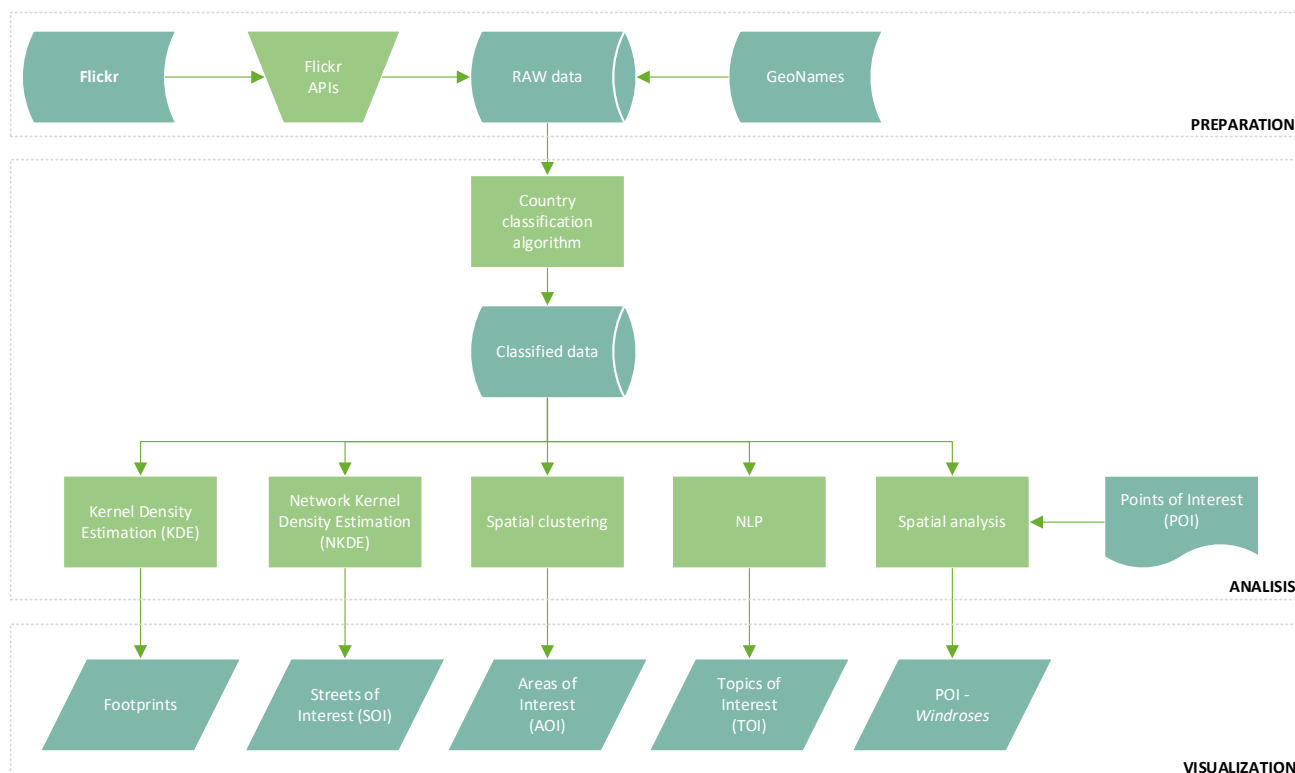 Flickr
Flickr
APIs
RAW data
GeoNames
PREPARATION
Country
classification
algorithm
Classified data
Kernel Density
Estimation (KDE)
Network Kernel
Density Estimation
(NKDE)
Spatial clustering
NLP
Spatial analysis
Points of Interest
(POI)
ANALISIS
Footprints
Streets of
Interest (SOI)
Areas of
Interest
(AOI)
Topics of
Interest
(TOI)
POI -
Windroses
VISUALIZATION